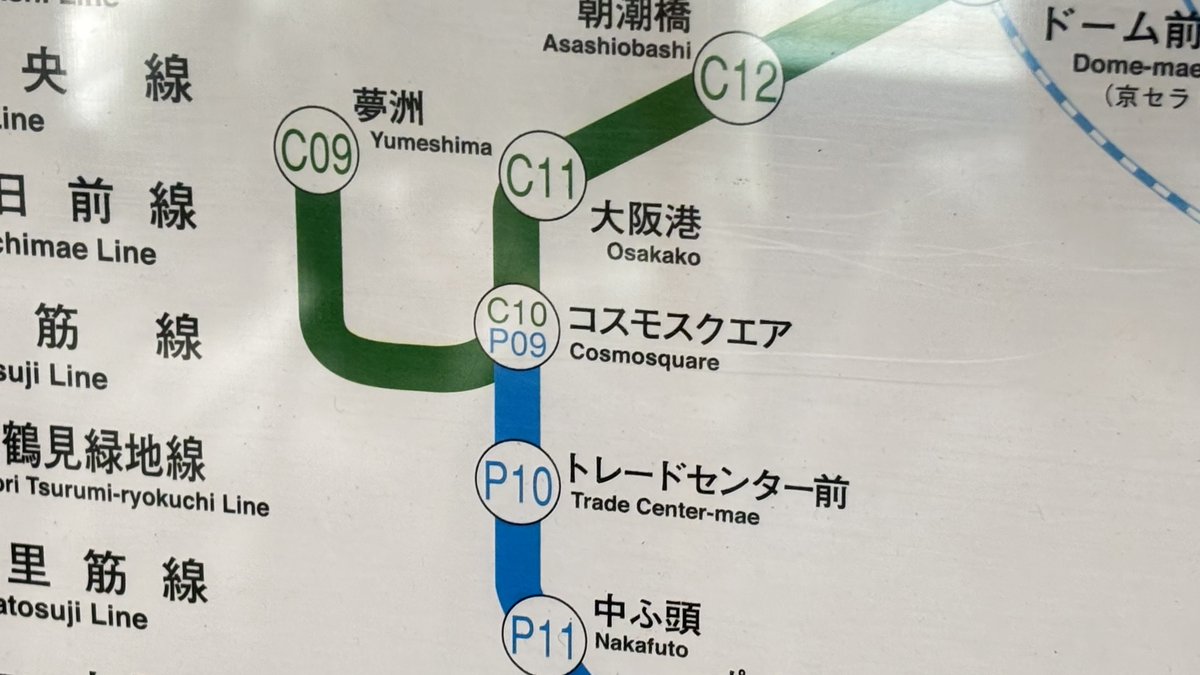 央 線
Line
日 前 線
chimae Line
筋 線
suji Line
鶴見緑地線
ori Tsurumi-ryokuchi Line
里 筋 線
atosuji Line
朝潮橋
Asashiobashi
C12
ドーム前
Dome-mae
（京セラ
夢洲
Yumeshima
C09
C11
大阪港
Osakako
C10
P09
コスモスクエア
Cosmosquare
P10
トレードセンター前
Trade Center-mae
P11
中ふ頭
Nakafuto